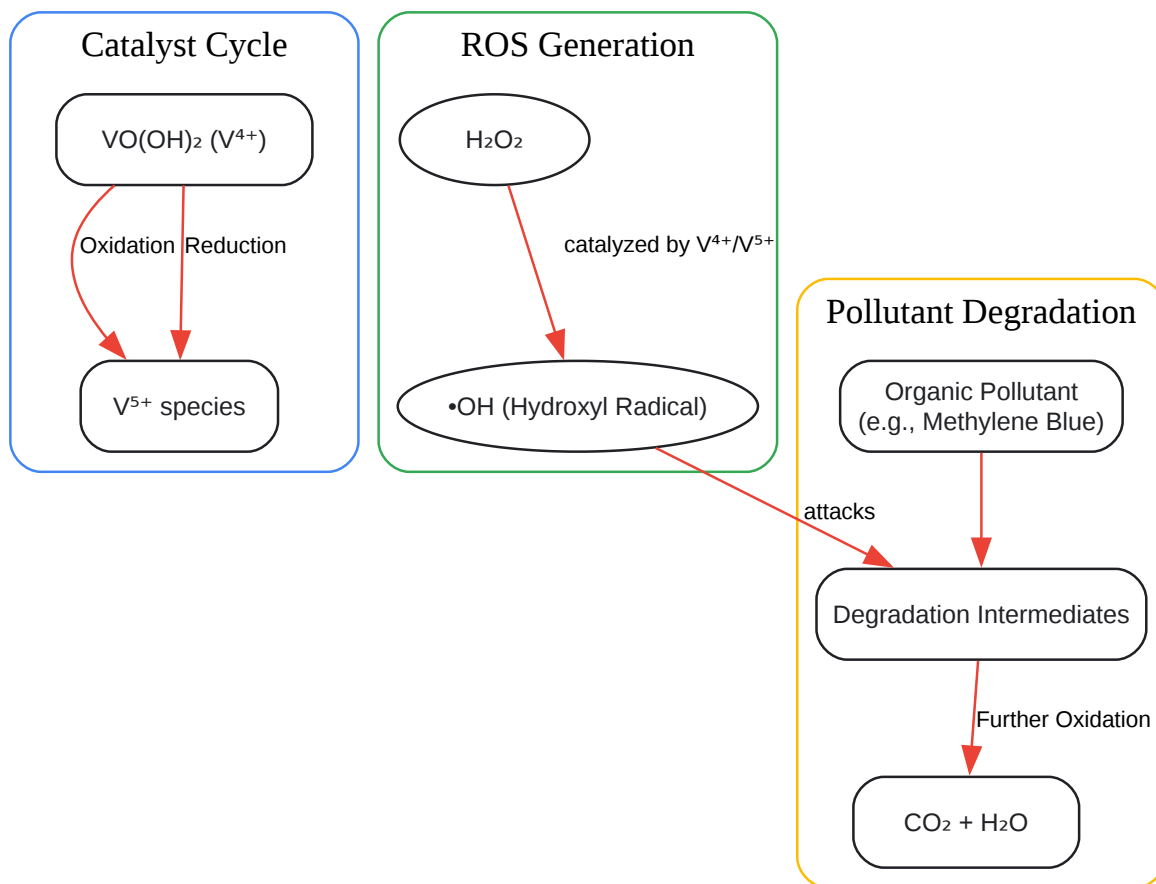 Catalyst Cycle
VO(OH)₂ (V⁴⁺)
Oxidation
Reduction
V⁵⁺ species
ROS Generation
H₂O₂
catalyzed by V⁴⁺/V⁵⁺
•OH (Hydroxyl Radical)
attacks
Pollutant Degradation
Organic Pollutant
(e.g., Methylene Blue)
Degradation Intermediates
Further Oxidation
CO₂ + H₂O